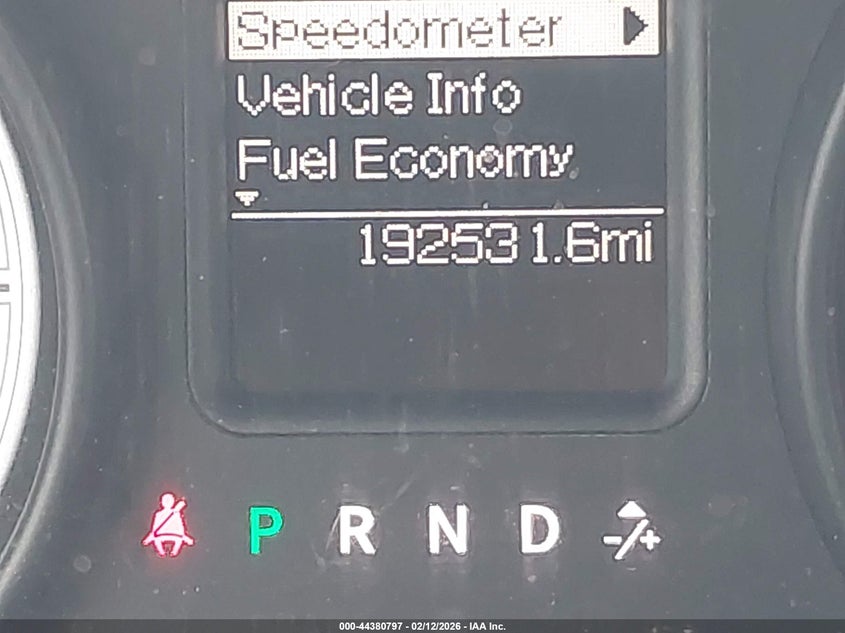 Speedometer
Vehicle Info
Fuel Economy
192531.6mi
P R N D -/+
000-44380797 - 02/12/2026 - IAA Inc.